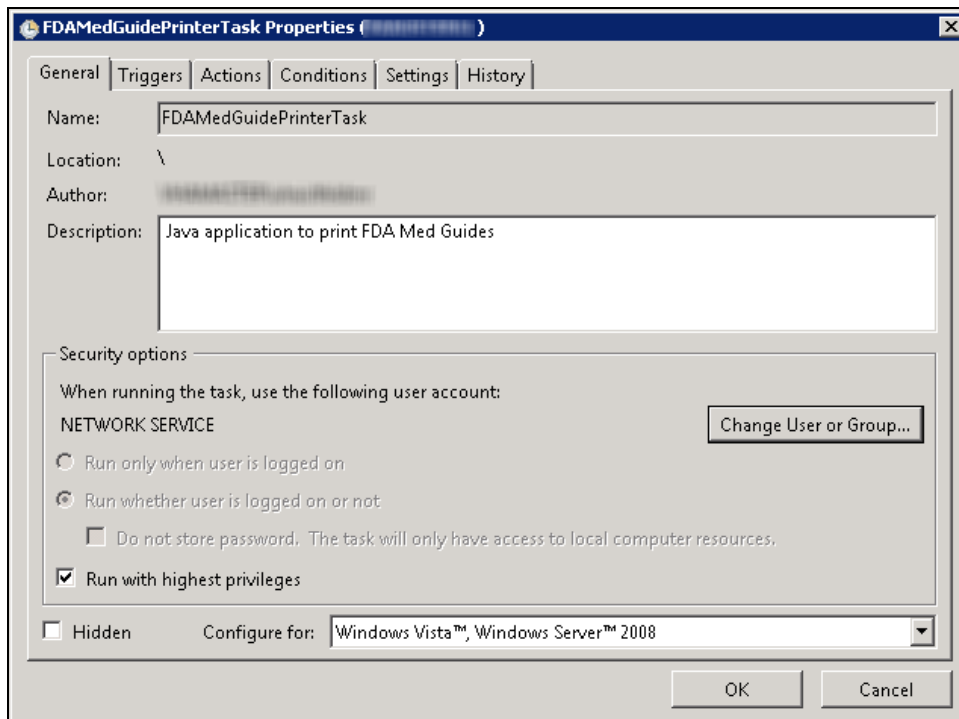 FDAMedGuidePrinterTask Properties ( )
General Triggers Actions Conditions Settings History
Name: FDAMedGuidePrinterTask
Location: \
Author:
Description: Java application to print FDA Med Guides
Security options
When running the task, use the following user account:
NETWORK SERVICE
Change User or Group...
Run only when user is logged on
Run whether user is logged on or not
Do not store password. The task will only have access to local computer resources.
Run with highest privileges
Hidden Configure for: Windows Vista™, Windows Server™ 2008
OK Cancel